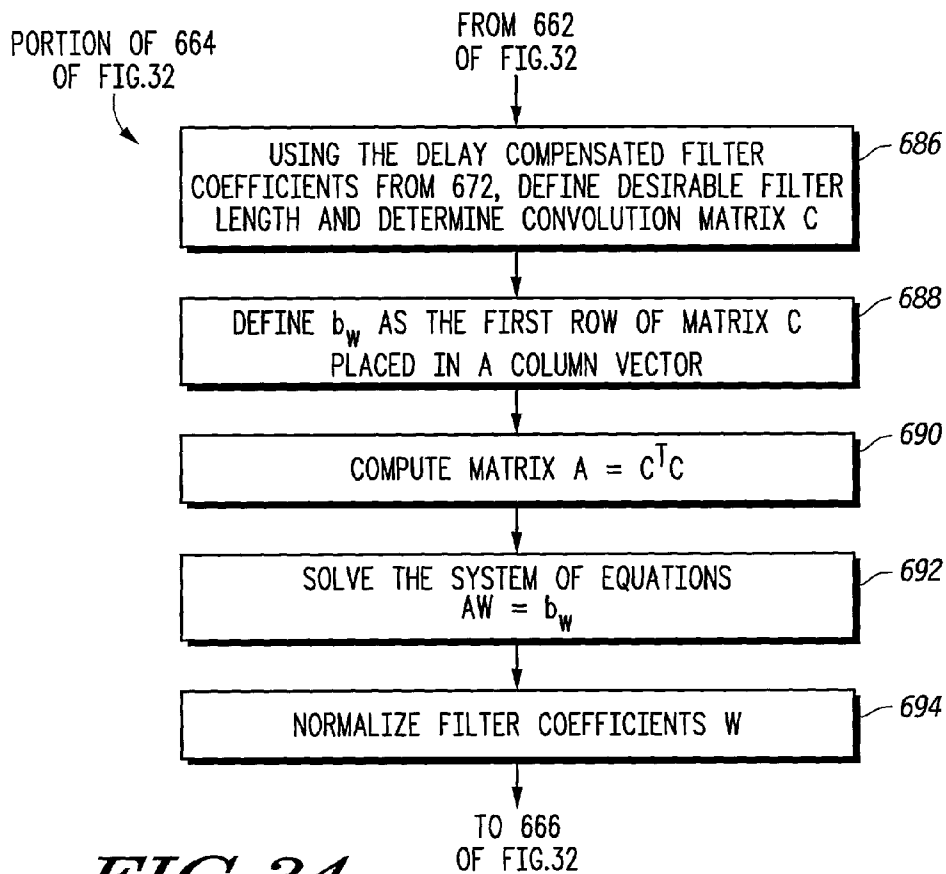 PORTION OF 664
OF FIG.32
FROM 662
OF FIG.32
USING THE DELAY COMPENSATED FILTER
COEFFICIENTS FROM 672, DEFINE DESIRABLE FILTER
LENGTH AND DETERMINE CONVOLUTION MATRIX C
686
DEFINE b_w AS THE FIRST ROW OF MATRIX C
PLACED IN A COLUMN VECTOR
688
COMPUTE MATRIX A = C^T C
690
SOLVE THE SYSTEM OF EQUATIONS
AW = b_w
692
NORMALIZE FILTER COEFFICIENTS W
694
TO 666
OF FIG.32
FIG.34